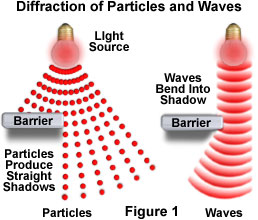 Diffraction of Particles and Waves
LIght
Source
Waves
Bend Into
Shadow
Barrier
Barrier
Particles
Produce
Straight
Shadows
Particles
Figure 1
Waves